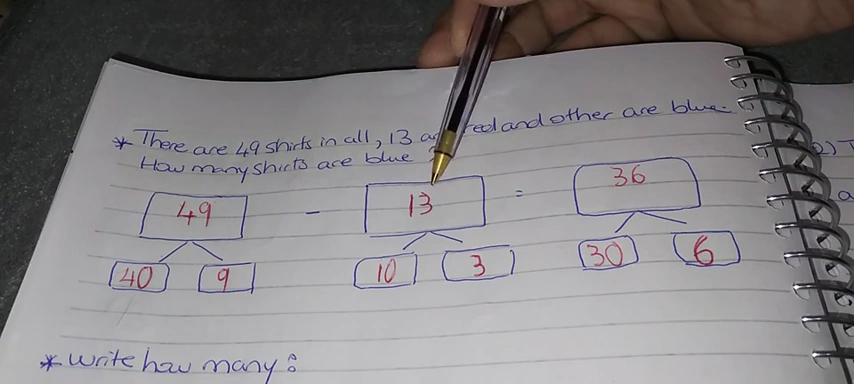 * There are 49 shirts in all, 13 red and other are blue.
How many shirts are blue
49 - 13 = 36
40 9 10 3 30 6
* Write how many :